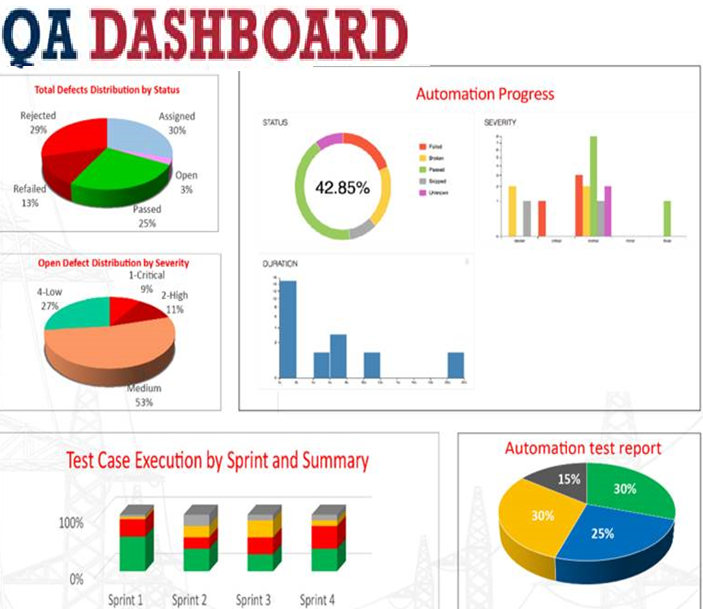 QA DASHBOARD
Total Defects Distribution by Status
Rejected
29%
Assigned
30%
Open
3%
Refailed
13%
Passed
25%
Automation Progress
STATUS
42.85%
Failed
Broken
Passed
Skipped
Unknown
SEVERITY
DURATION
Open Defect Distribution by Severity
1-Critical
9%
2-High
11%
4-Low
27%
Medium
53%
Test Case Execution by Sprint and Summary
100%
0%
Sprint 1
Sprint 2
Sprint 3
Sprint 4
Automation test report
15%
30%
30%
25%